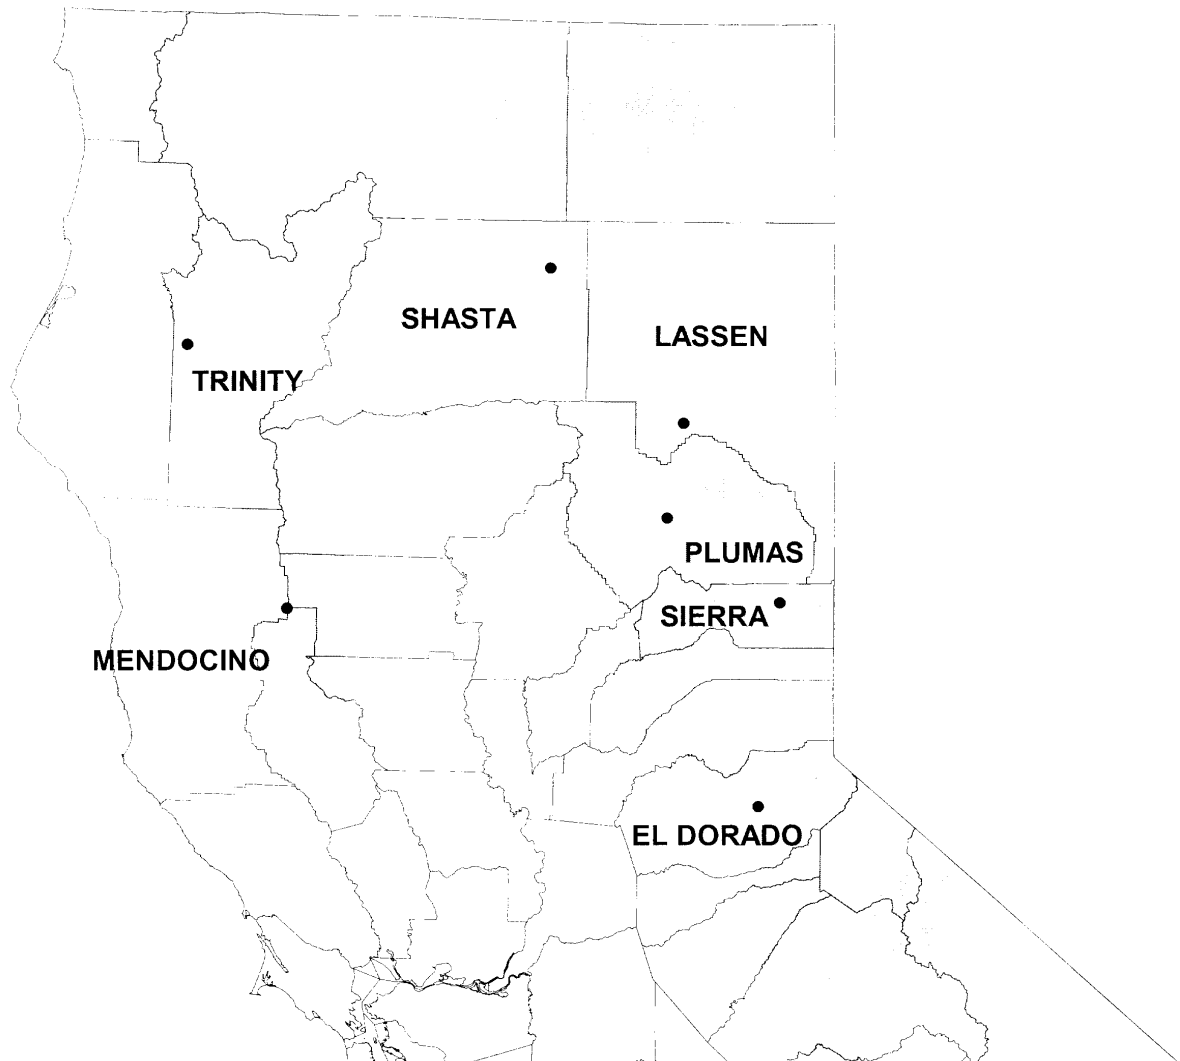 SHASTA
LASSEN
TRINITY
PLUMAS
SIERRA
MENDOCINO
EL DORADO